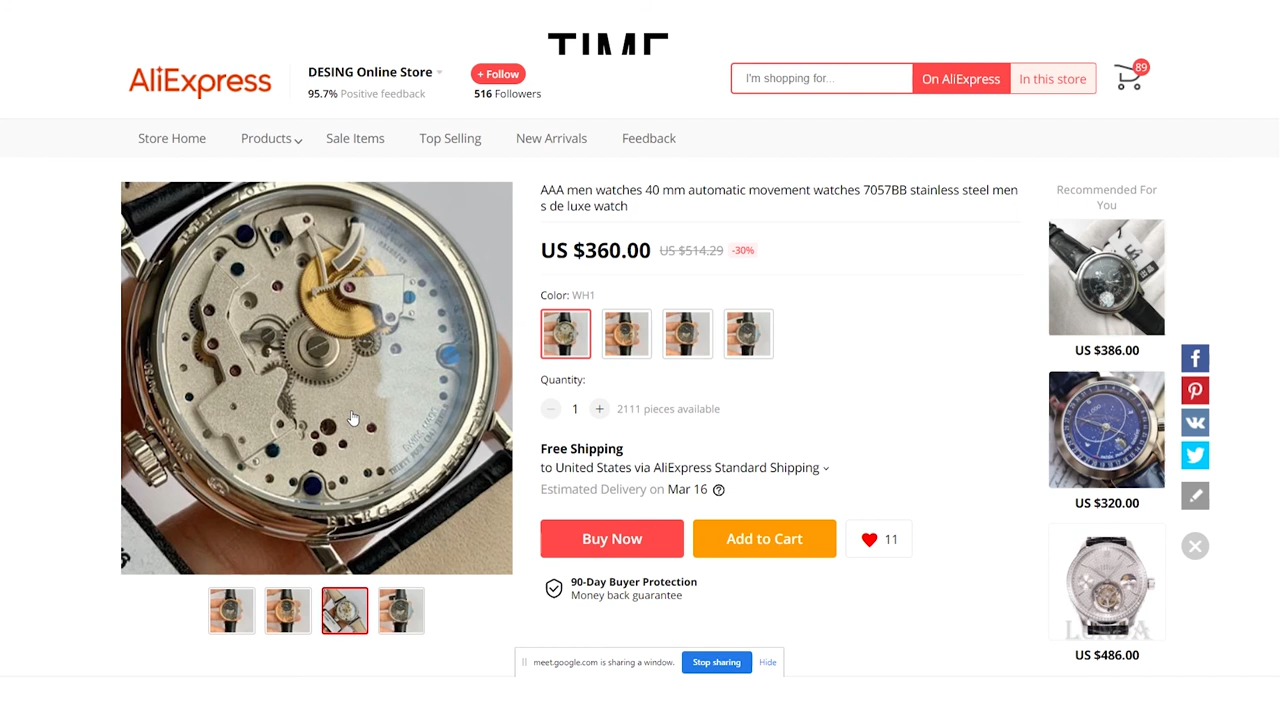 TIME
AliExpress
DESING Online Store
95.7% Positive feedback
+ Follow
516 Followers
I'm shopping for...
On AliExpress
In this store
89
Store Home
Products
Sale Items
Top Selling
New Arrivals
Feedback
AAA men watches 40 mm automatic movement watches 7057BB stainless steel men
s de luxe watch
US $360.00 US $514.29 -30%
Color: WH1
Quantity:
1
2111 pieces available
Free Shipping
to United States via AliExpress Standard Shipping
Estimated Delivery on Mar 16
Buy Now
Add to Cart
11
90-Day Buyer Protection
Money back guarantee
Recommended For
You
US $386.00
US $320.00
US $486.00
meet.google.com is sharing a window.
Stop sharing
Hide